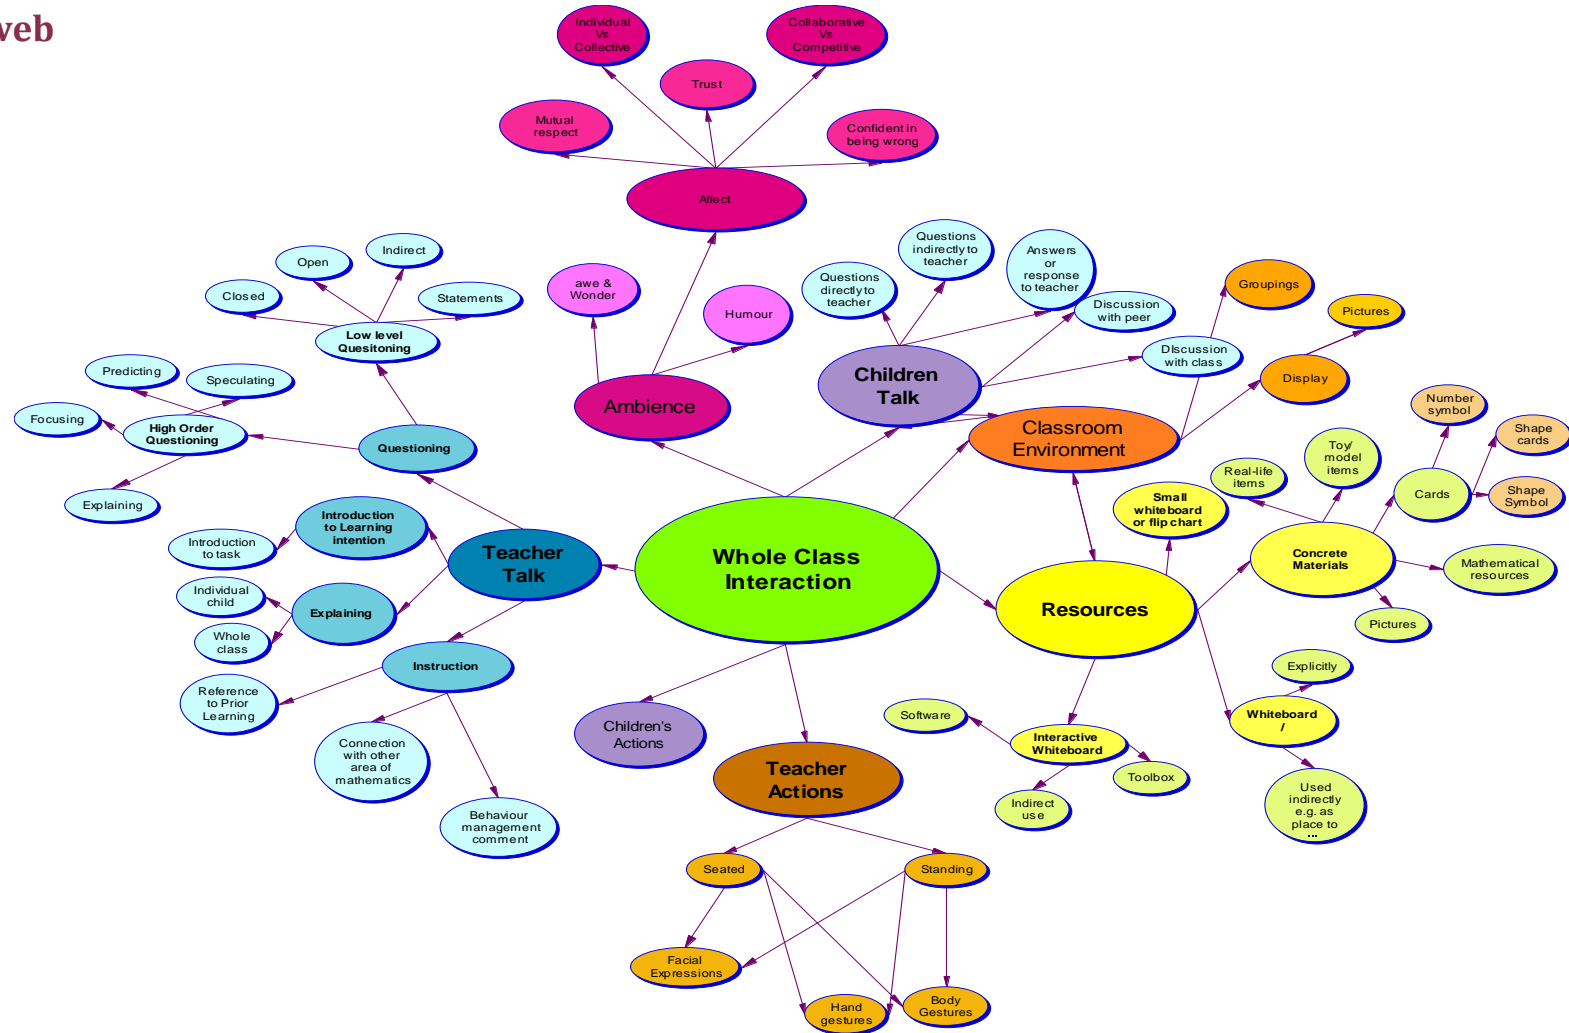 web
Individual
Vs
Collective
Collaborative
Vs
Competitive
Trust
Mutual
respect
Confident in
being wrong
Affect
awe &
Wonder
Humour
Ambience
Questions
directly to
teacher
Questions
indirectly to
teacher
Answers
or
response
to teacher
Discussion
with peer
DIscussion
with class
Children
Talk
Groupings
Pictures
Display
Classroom
Environment
Indirect
Open
Closed
Statements
Low level
Quesitoning
Predicting
Speculating
Focusing
High Order
Questioning
Explaining
Questioning
Introduction
to Learning
intention
Introduction
to task
Teacher
Talk
Individual
child
Explaining
Whole
class
Instruction
Reference
to Prior
Learning
Connection
with other
area of
mathematics
Behaviour
management
comment
Whole Class
Interaction
Children's
Actions
Teacher
Actions
Seated
Standing
Facial
Expressions
Hand
gestures
Body
Gestures
Resources
Small
whiteboard
or flip chart
Real-life
items
Toy/
model
items
Number
symbol
Shape
cards
Cards
Shape
Symbol
Concrete
Materials
Mathematical
resources
Pictures
Explicitly
Whiteboard
/
Used
indirectly
e.g. as
place to
...
Software
Interactive
Whiteboard
Toolbox
Indirect
use